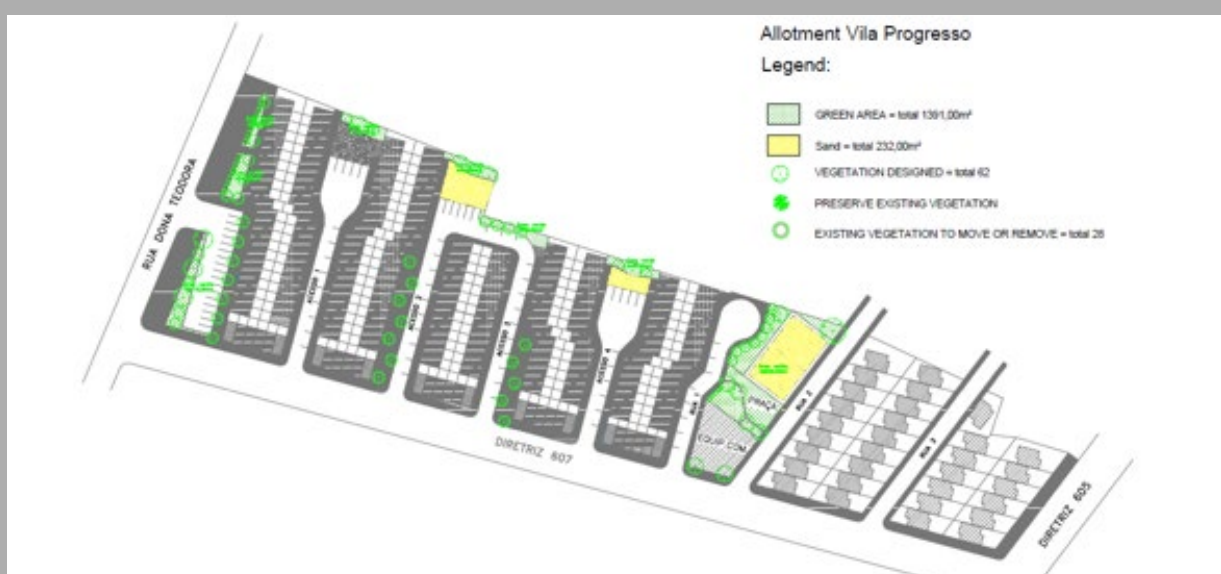 Allotment Vila Progresso
Legend:
GREEN AREA = total 1391,00m²
Sand = total 232,00m²
VEGETATION DESIGNED = total 62
PRESERVE EXISTING VEGETATION
EXISTING VEGETATION TO MOVE OR REMOVE = total 28
RUA DONA TEODORA
ACESSO 1
ACESSO 2
ACESSO 3
ACESSO 4
RUA 1
PRAÇA
EQUIP.COM.
RUA 2
RUA 3
DIRETRIZ 607
DIRETRIZ 605